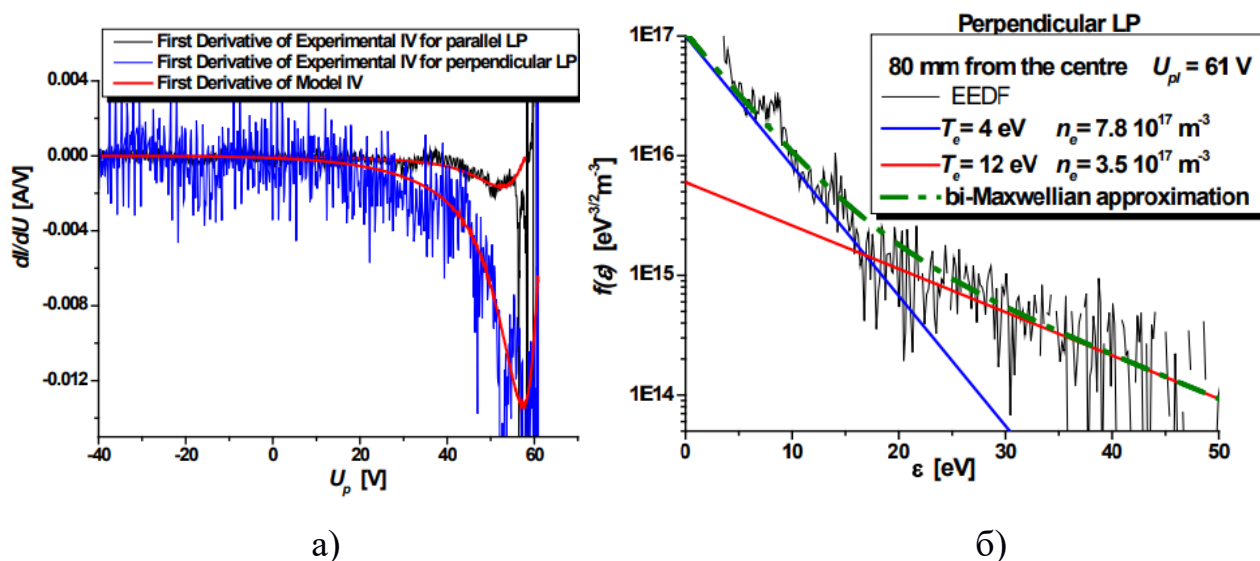 First Derivative of Experimental IV for parallel LP
First Derivative of Experimental IV for perpendicular LP
First Derivative of Model IV
0.004
0.000
-0.004
-0.008
-0.012
dI/dU [A/V]
-40
-20
0
20
40
60
U_p [V]
a)
Perpendicular LP
80 mm from the centre U_pl = 61 V
EEDF
T_e = 4 eV n_e = 7.8 10^17 m^-3
T_e = 12 eV n_e = 3.5 10^17 m^-3
bi-Maxwellian approximation
1E17
1E16
1E15
1E14
f(ε) [eV^-3/2 m^-3]
0
10
20
30
40
50
ε [eV]
б)